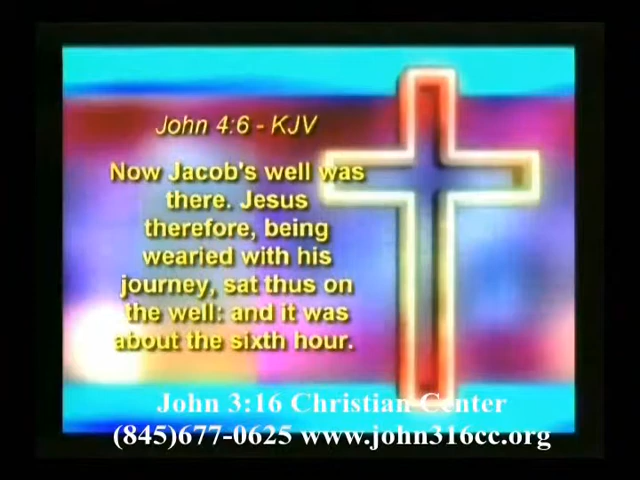 John 4:6 - KJV
Now Jacob's well was
there. Jesus
therefore, being
wearied with his
journey, sat thus on
the well: and it was
about the sixth hour.
John 3:16 Christian Center
(845)677-0625 www.john316cc.org